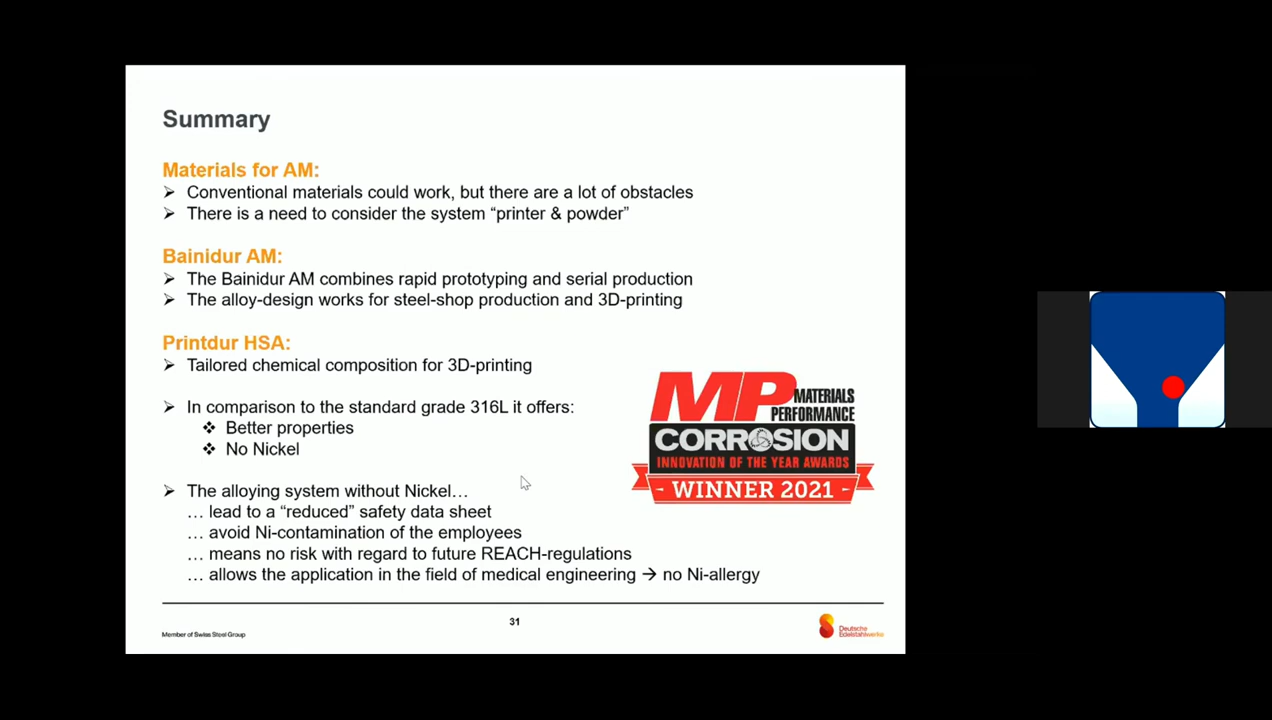 Summary
Materials for AM:
➢ Conventional materials could work, but there are a lot of obstacles
➢ There is a need to consider the system “printer & powder”
Bainidur AM:
➢ The Bainidur AM combines rapid prototyping and serial production
➢ The alloy-design works for steel-shop production and 3D-printing
Printdur HSA:
➢ Tailored chemical composition for 3D-printing
➢ In comparison to the standard grade 316L it offers:
❖ Better properties
❖ No Nickel
➢ The alloying system without Nickel…
… lead to a “reduced” safety data sheet
… avoid Ni-contamination of the employees
… means no risk with regard to future REACH-regulations
… allows the application in the field of medical engineering → no Ni-allergy
MP MATERIALS
PERFORMANCE
CORROSION
INNOVATION OF THE YEAR AWARDS
WINNER 2021
Member of Swiss Steel Group
31
Deutsche
Edelstahlwerke